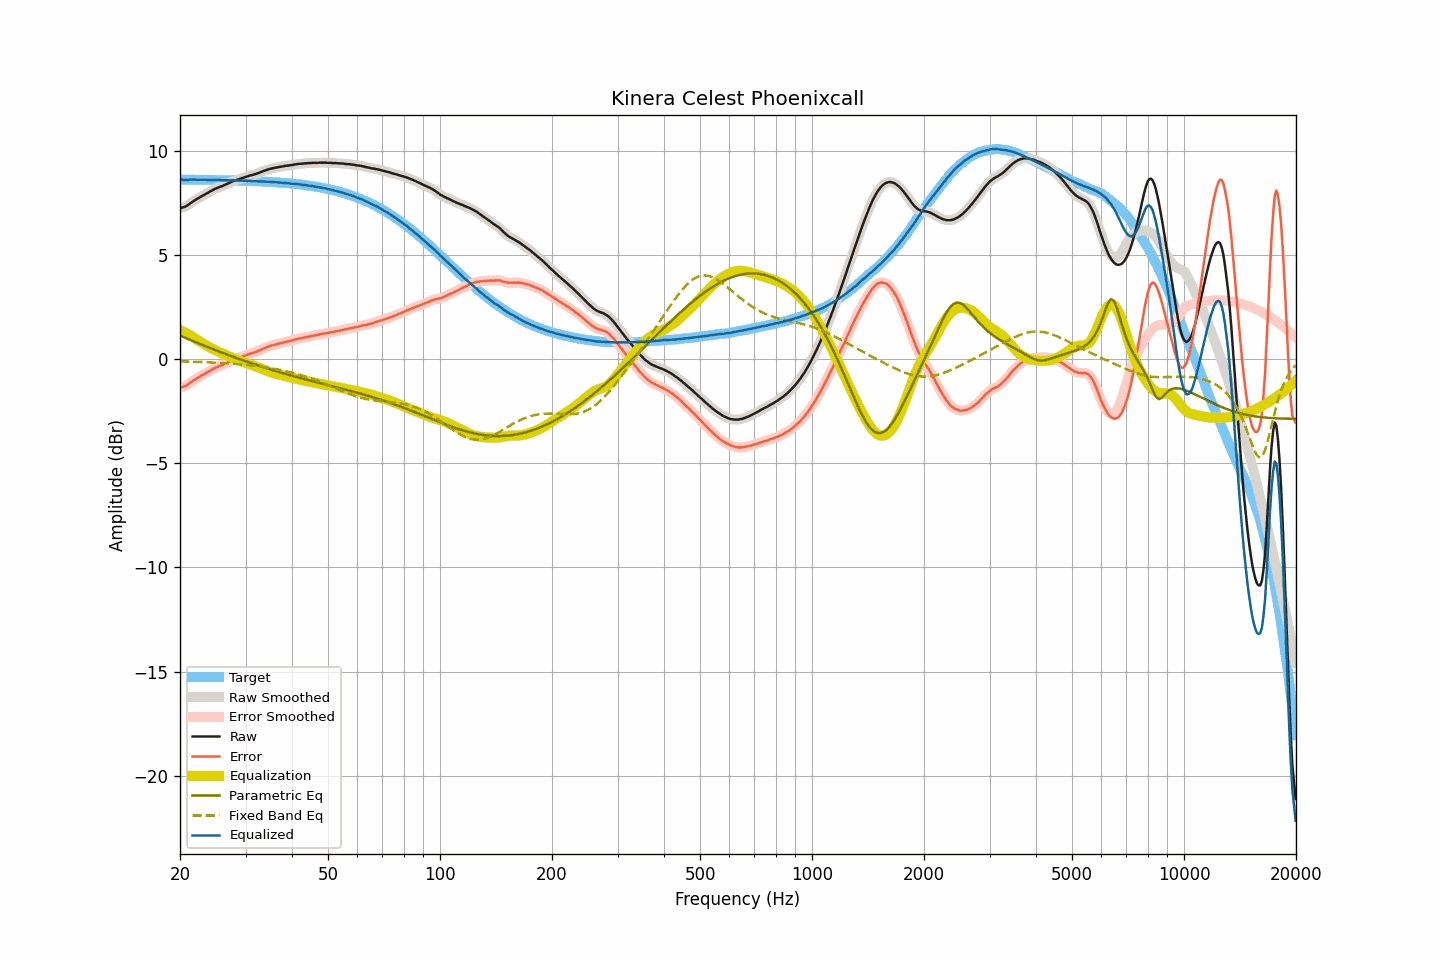 Kinera Celest Phoenixcall
10
5
0
−5
−10
−15
−20
Amplitude (dBr)
Target
Raw Smoothed
Error Smoothed
Raw
Error
Equalization
Parametric Eq
Fixed Band Eq
Equalized
20 50 100 200 500 1000 2000 5000 10000 20000
Frequency (Hz)